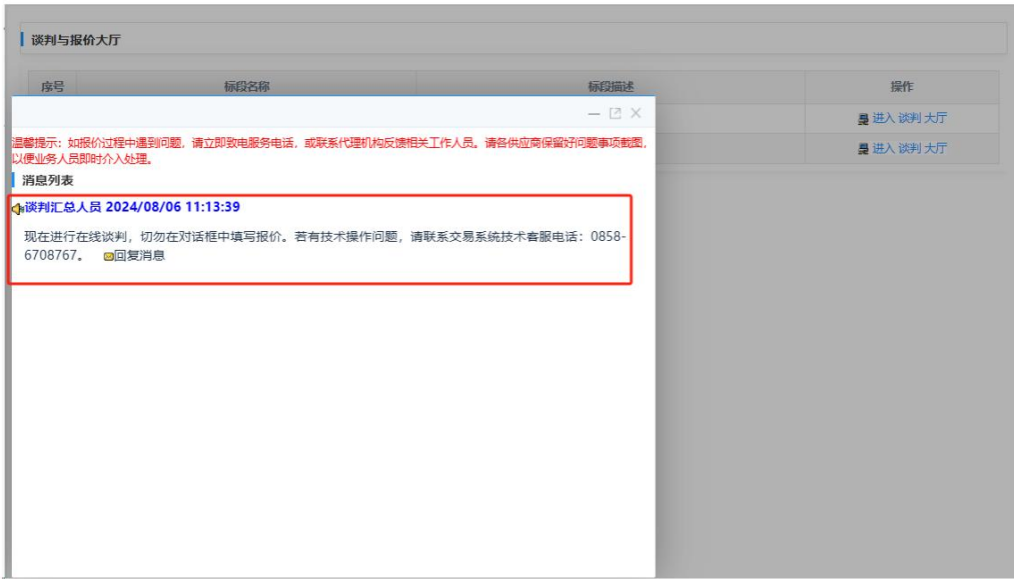 谈判与报价大厅
序号 标段名称 标段描述 操作
进入 谈判 大厅
温馨提示：如报价过程中遇到问题，请立即致电服务电话，或联系代理机构反馈相关工作人员。请各供应商保留好问题事项截图，
以便业务人员即时介入处理。
进入 谈判 大厅
消息列表
谈判汇总人员 2024/08/06 11:13:39
现在进行在线谈判，切勿在对话框中填写报价。若有技术操作问题，请联系交易系统技术客服电话：0858-
6708767。 回复消息